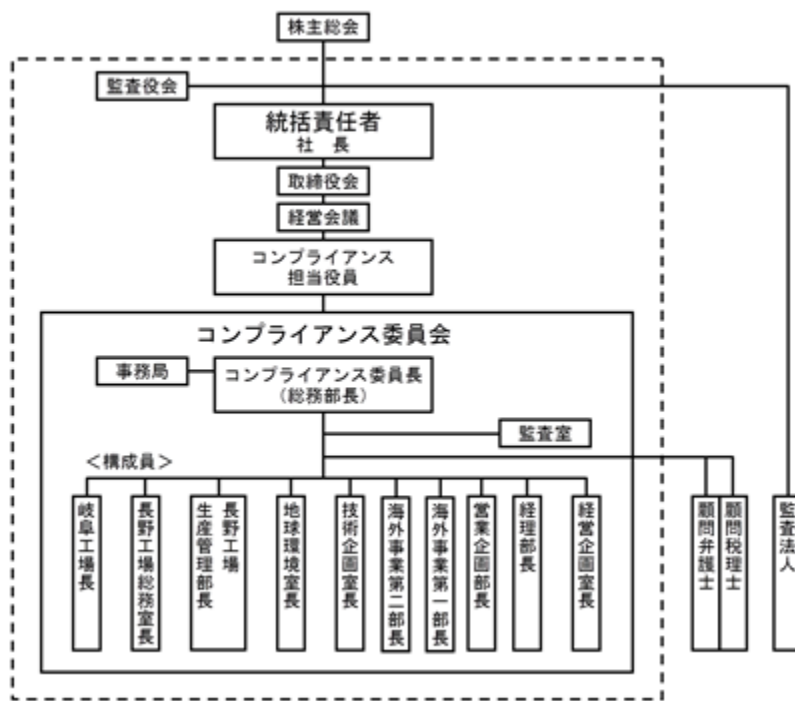 株主総会
監査役会
統括責任者
社　長
取締役会
経営会議
コンプライアンス
担当役員
コンプライアンス委員会
事務局
コンプライアンス委員長
（総務部長）
監査室
＜構成員＞
岐阜工場長
長野工場総務室長
長野工場
生産管理部長
地球環境室長
技術企画室長
海外事業第二部長
海外事業第一部長
営業企画部長
経理部長
経営企画室長
顧問弁護士
顧問税理士
監査法人